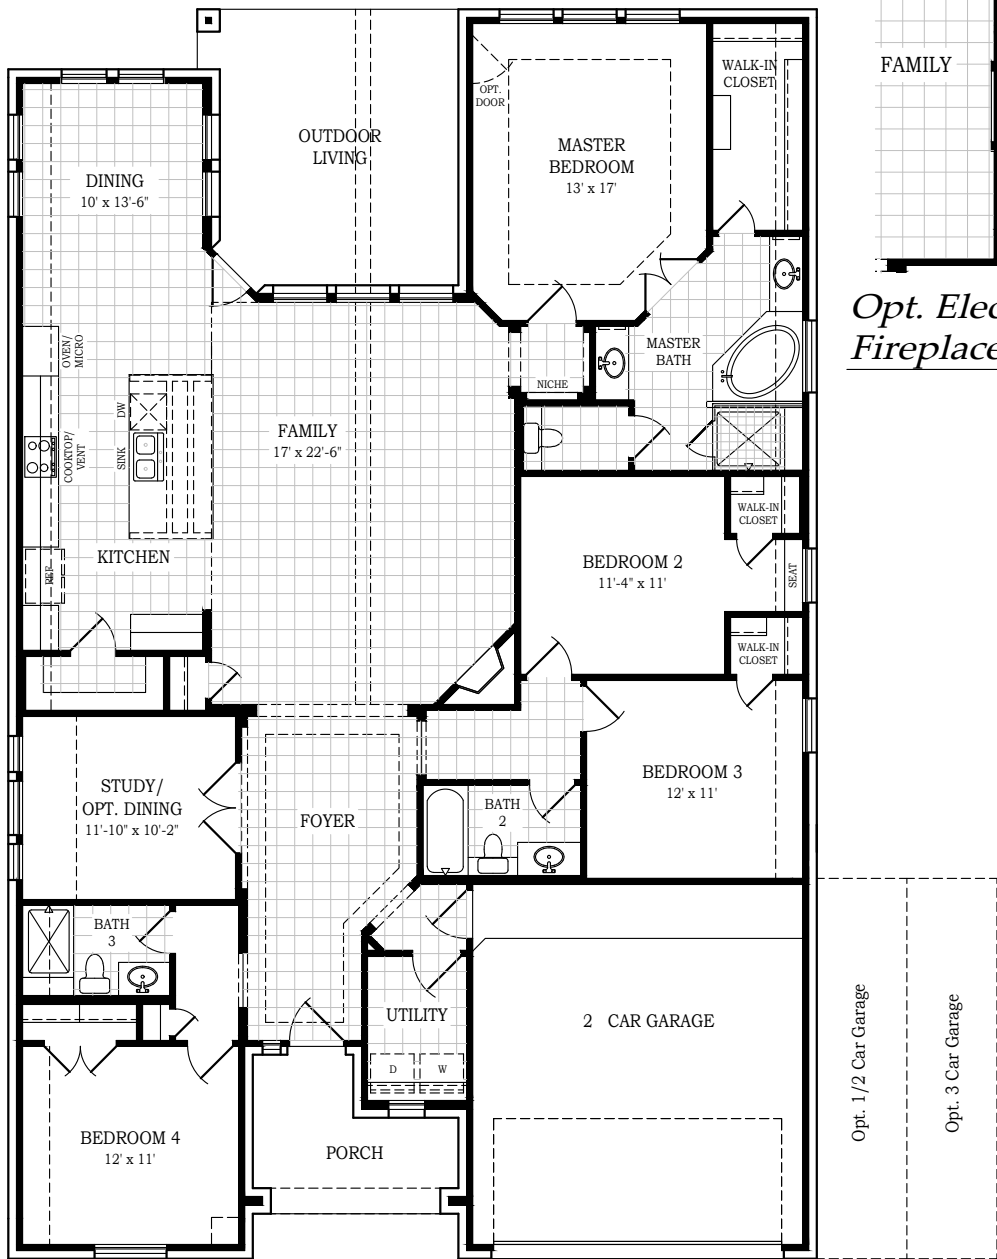 OUTDOOR
LIVING
OPT.
DOOR
MASTER
BEDROOM
13' x 17'
WALK-IN
CLOSET
FAMILY
DINING
10' x 13'-6"
Opt. Elec
Fireplace
OVEN/
MICRO
MASTER
BATH
NICHE
DW
SINK
COOKTOP/
VENT
FAMILY
17' x 22'-6"
KITCHEN
REF
BEDROOM 2
11'-4" x 11'
WALK-IN
CLOSET
SEAT
WALK-IN
CLOSET
STUDY/
OPT. DINING
11'-10" x 10'-2"
FOYER
BATH
2
BEDROOM 3
12' x 11'
BATH
3
UTILITY
D
W
2 CAR GARAGE
Opt. 1/2 Car Garage
Opt. 3 Car Garage
BEDROOM 4
12' x 11'
PORCH